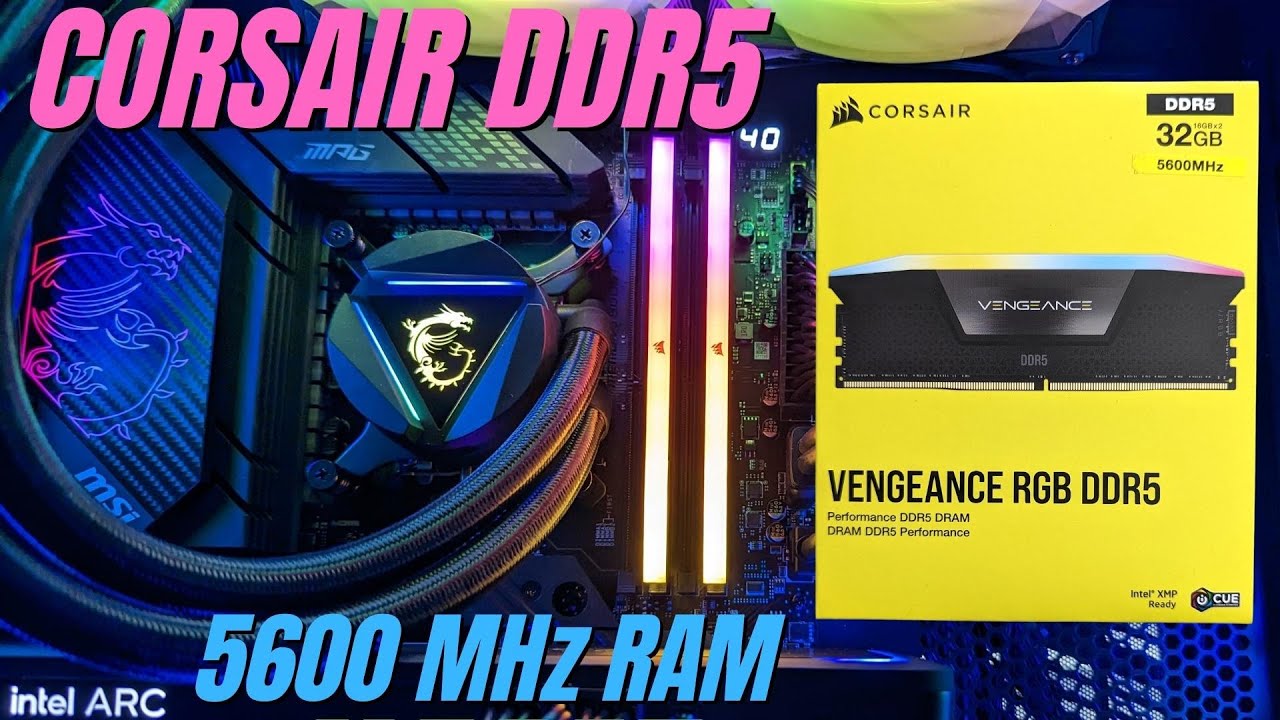 CORSAIR DDR5
MPG
40
msi
CORSAIR
DDR5
16GBx2
32GB
5600MHz
VENGEANCE
DDR5
VENGEANCE RGB DDR5
Performance DDR5 DRAM
DRAM DDR5 Performance
Intel® XMP
Ready
CUE
5600 MHz RAM
intel ARC